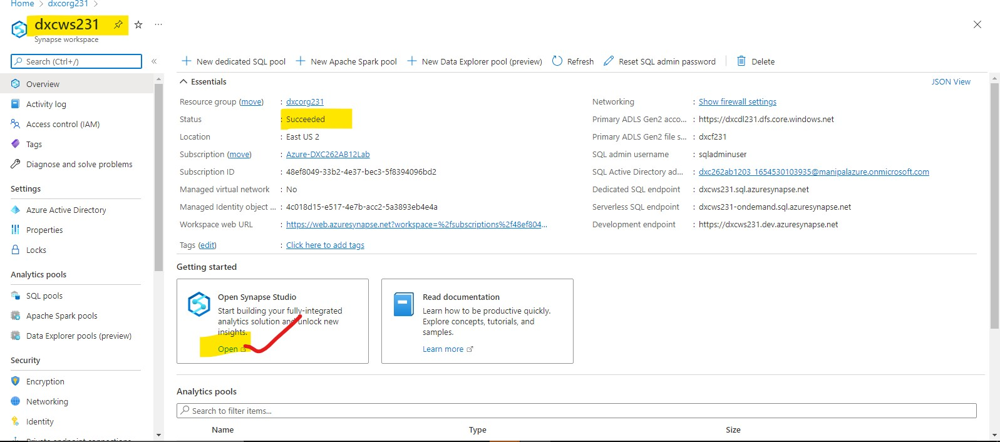 Home > dxcorg231 >
dxcws231
Synapse workspace
Search (Ctrl+/)
Overview
Activity log
Access control (IAM)
Tags
Diagnose and solve problems
Settings
Azure Active Directory
Properties
Locks
Analytics pools
SQL pools
Apache Spark pools
Data Explorer pools (preview)
Security
Encryption
Networking
Identity
Private endpoint connections
New dedicated SQL pool
New Apache Spark pool
New Data Explorer pool (preview)
Refresh
Reset SQL admin password
Delete
Essentials
JSON View
Resource group (move) : dxcorg231
Status : Succeeded
Location : East US 2
Subscription (move) : Azure-DXC262AB12Lab
Subscription ID : 48ef8049-33b2-4e37-bec3-5f8394096bd2
Managed virtual network : No
Managed Identity object ... : 4c018d15-e517-4e7b-acc2-5a3893eb4e4a
Workspace web URL : https://web.azuresynapse.net?workspace=%2fsubscriptions%2f48ef804...
Tags (edit) : Click here to add tags
Networking : Show firewall settings
Primary ADLS Gen2 acco... : https://dxcdl231.dfs.core.windows.net
Primary ADLS Gen2 file s... : dxcf231
SQL admin username : sqladminuser
SQL Active Directory ad... : dxc262ab1203_1654530103935@manipalazure.onmicrosoft.com
Dedicated SQL endpoint : dxcws231.sql.azuresynapse.net
Serverless SQL endpoint : dxcws231-ondemand.sql.azuresynapse.net
Development endpoint : https://dxcws231.dev.azuresynapse.net
Getting started
Open Synapse Studio
Start building your fully-integrated
analytics solution and unlock new
insights.
Open
Read documentation
Learn how to be productive quickly.
Explore concepts, tutorials, and
samples.
Learn more
Analytics pools
Search to filter items...
Name Type Size